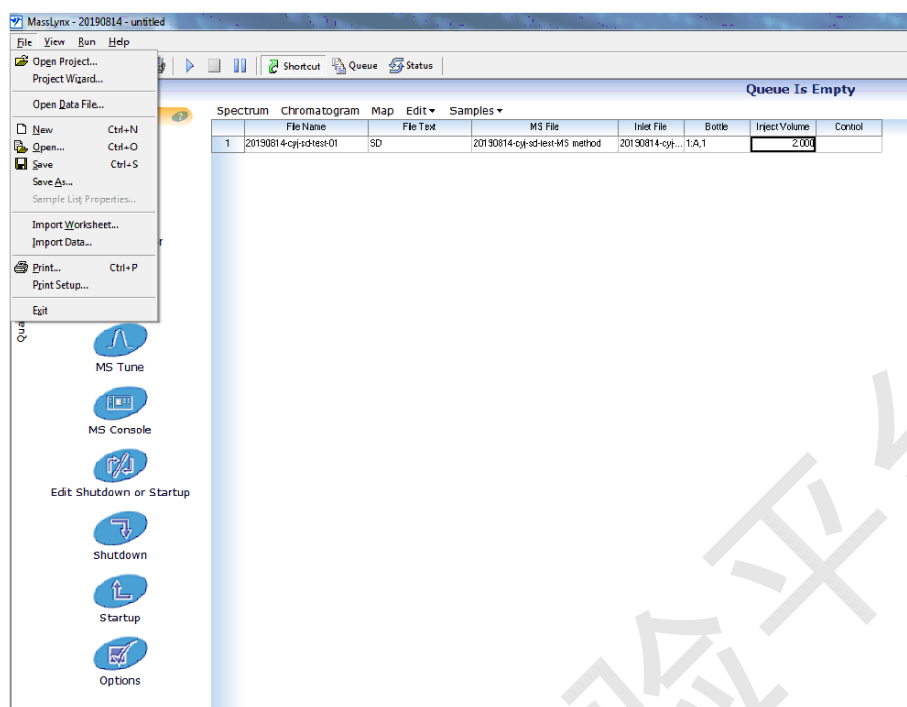 MassLynx - 20190814 - untitled
File View Run Help
Open Project...
Project Wizard...
Open Data File...
New Ctrl+N
Open... Ctrl+O
Save Ctrl+S
Save As...
Sample List Properties...
Import Worksheet...
Import Data...
Print... Ctrl+P
Print Setup...
Exit
Shortcut Queue Status
Queue Is Empty
Spectrum Chromatogram Map Edit Samples
File Name File Text MS File Inlet File Bottle Inject Volume Control
1 20190814-cyj-sd-test-01 SD 20190814-cyj-sd-test-MS method 20190814-cyj-... 1:A,1 2.000
MS Tune
MS Console
Edit Shutdown or Startup
Shutdown
Startup
Options
验平